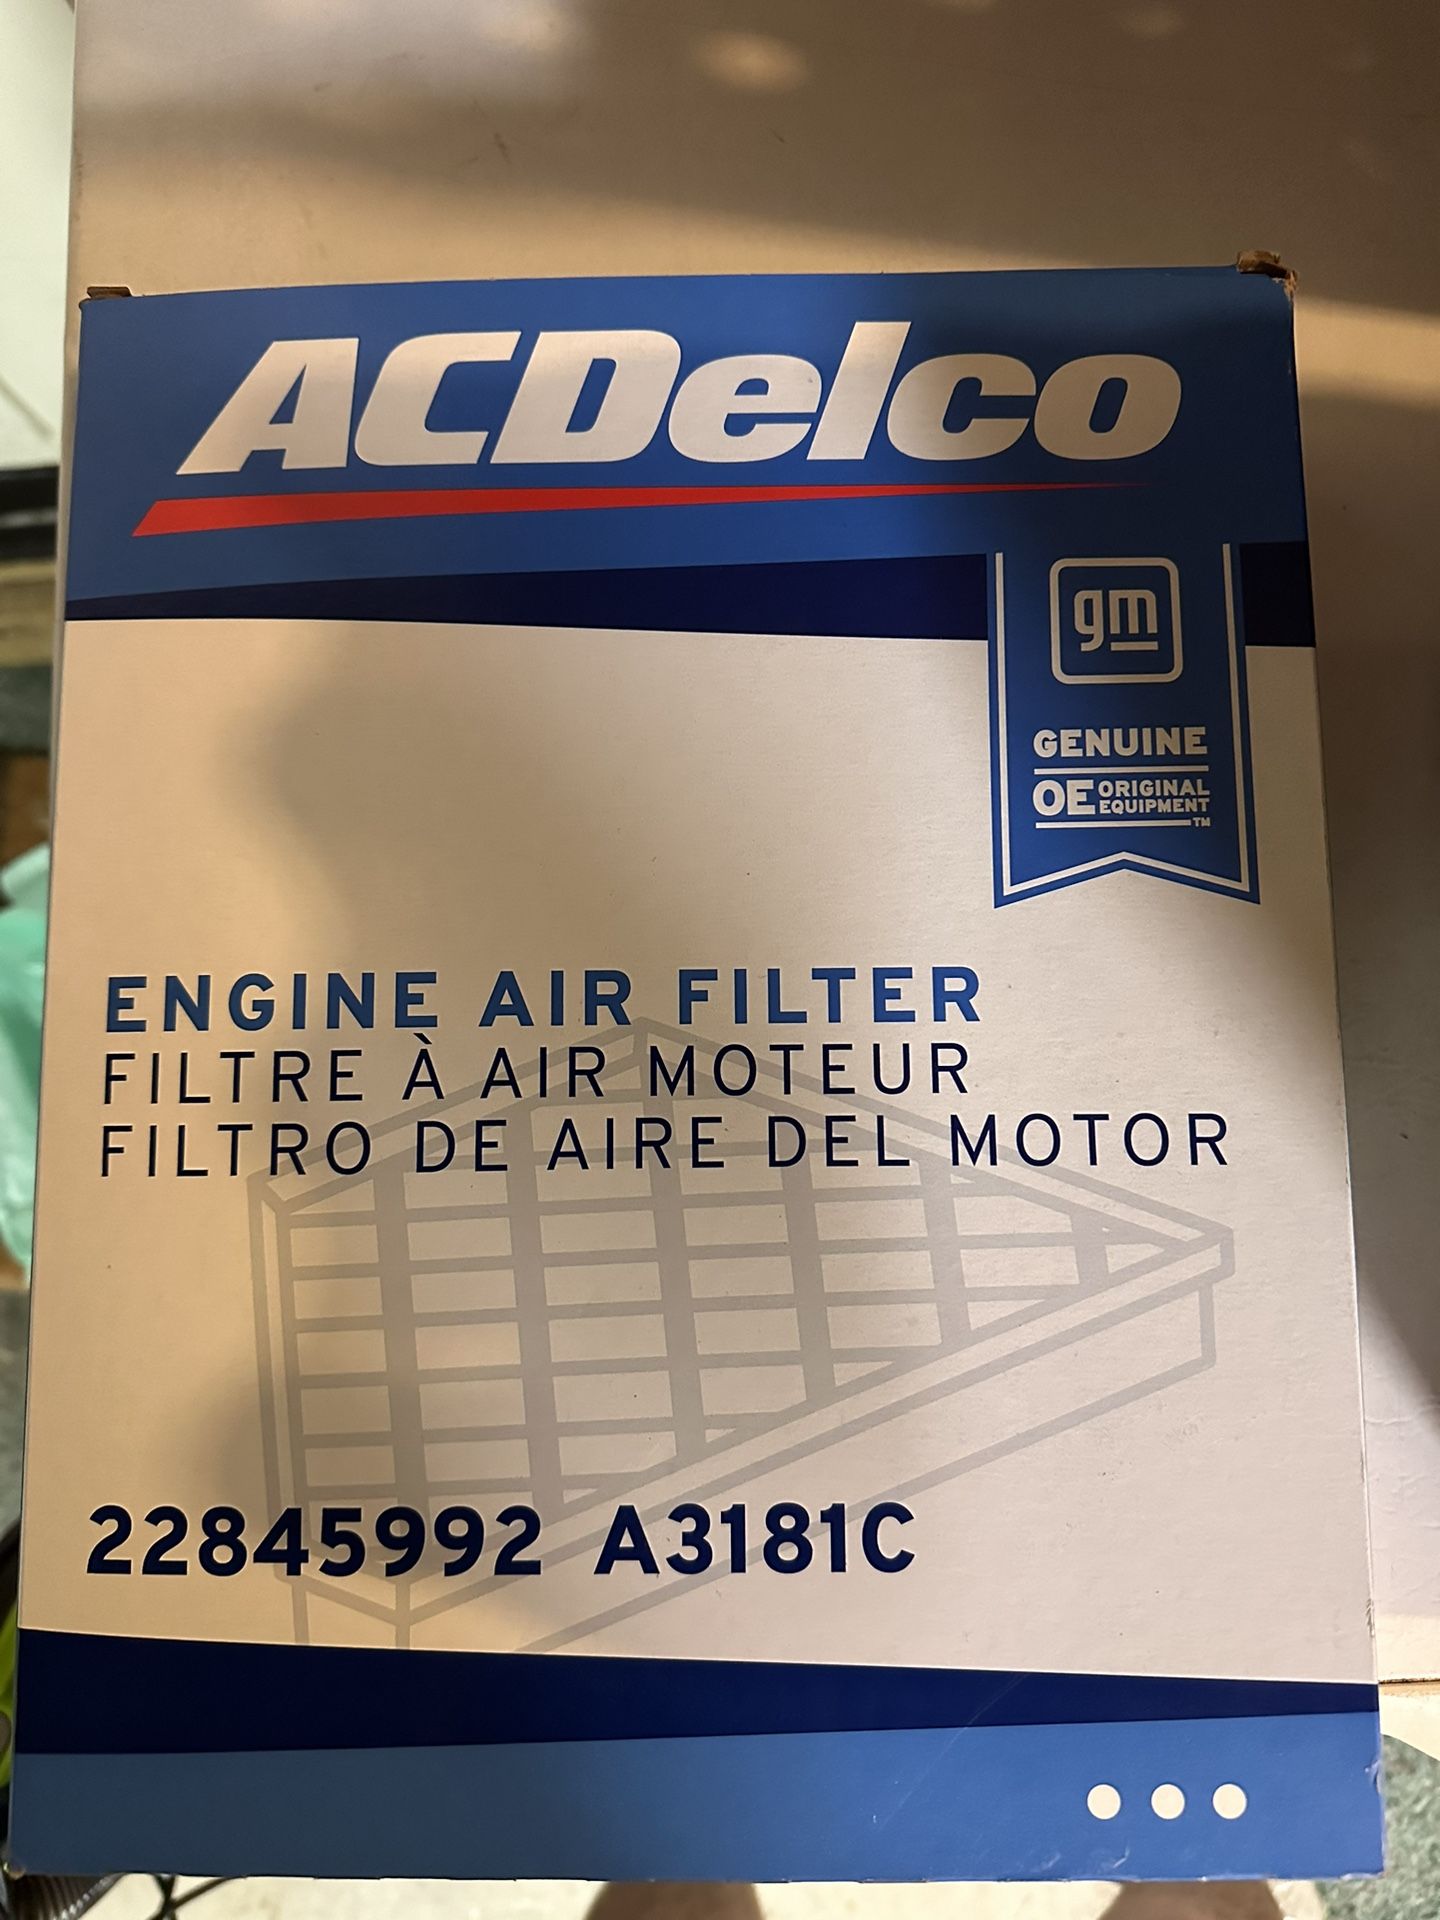 ACDelco
gm
GENUINE
OE ORIGINAL
EQUIPMENT
TM
ENGINE AIR FILTER
FILTRE À AIR MOTEUR
FILTRO DE AIRE DEL MOTOR
22845992 A3181C